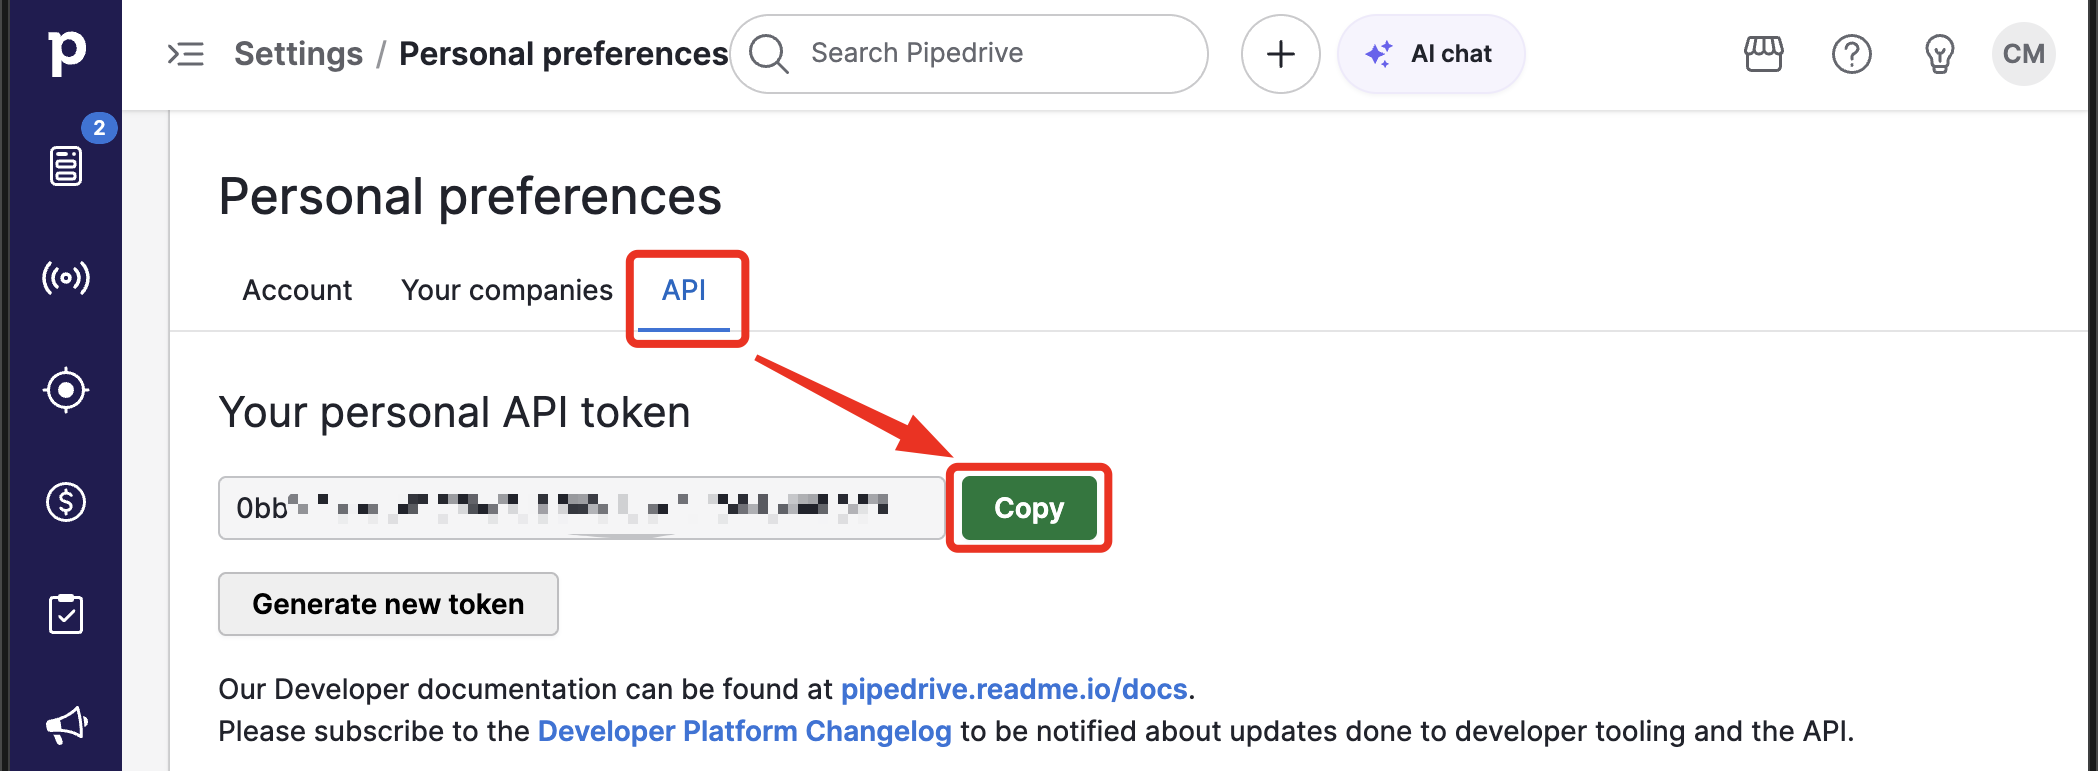 p
Settings / Personal preferences
Search Pipedrive
+
AI chat
?
CM
2
Personal preferences
Account
Your companies
API
Your personal API token
0bb
Copy
Generate new token
Our Developer documentation can be found at pipedrive.readme.io/docs.
Please subscribe to the Developer Platform Changelog to be notified about updates done to developer tooling and the API.